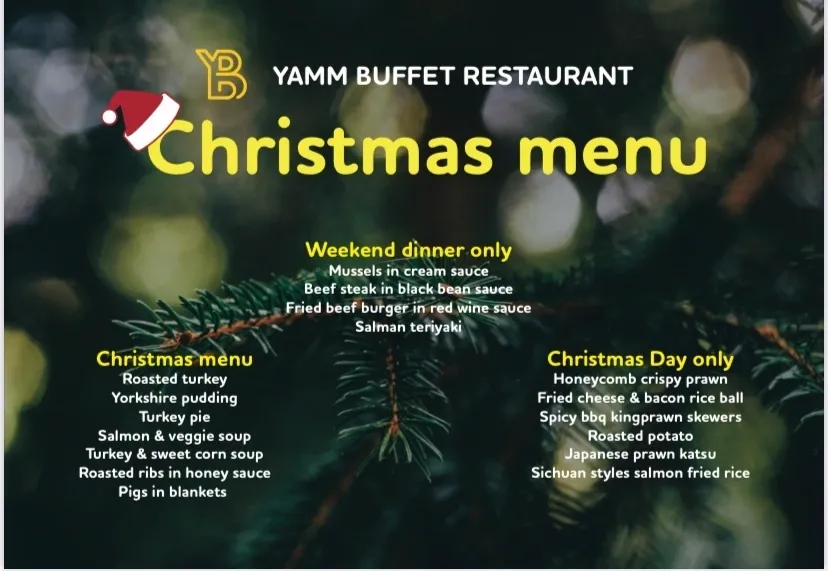 YB
YAMM BUFFET RESTAURANT
Christmas menu
Weekend dinner only
Mussels in cream sauce
Beef steak in black bean sauce
Fried beef burger in red wine sauce
Salman teriyaki
Christmas menu
Roasted turkey
Yorkshire pudding
Turkey pie
Salmon & veggie soup
Turkey & sweet corn soup
Roasted ribs in honey sauce
Pigs in blankets
Christmas Day only
Honeycomb crispy prawn
Fried cheese & bacon rice ball
Spicy bbq kingprawn skewers
Roasted potato
Japanese prawn katsu
Sichuan styles salmon fried rice